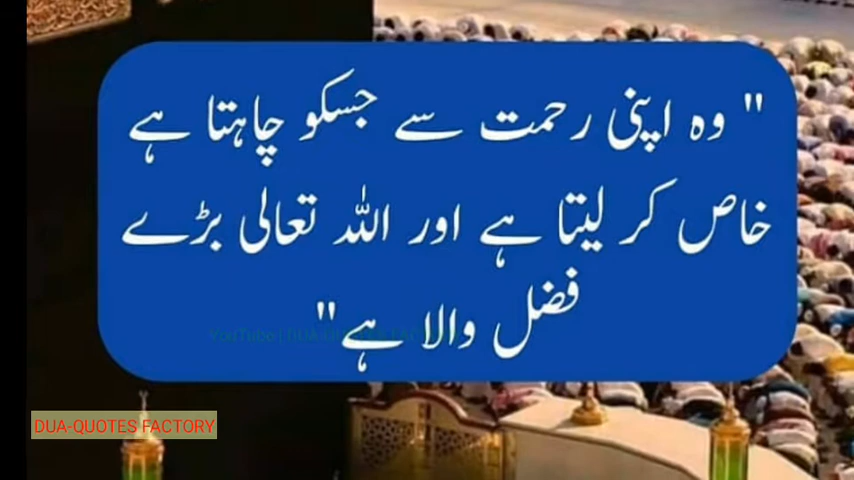 " وہ اپنی رحمت سے جسکو چاہتا ہے
خاص کر لیتا ہے اور اللہ تعالی بڑے
فضل والا ہے"
DUA-QUOTES FACTORY